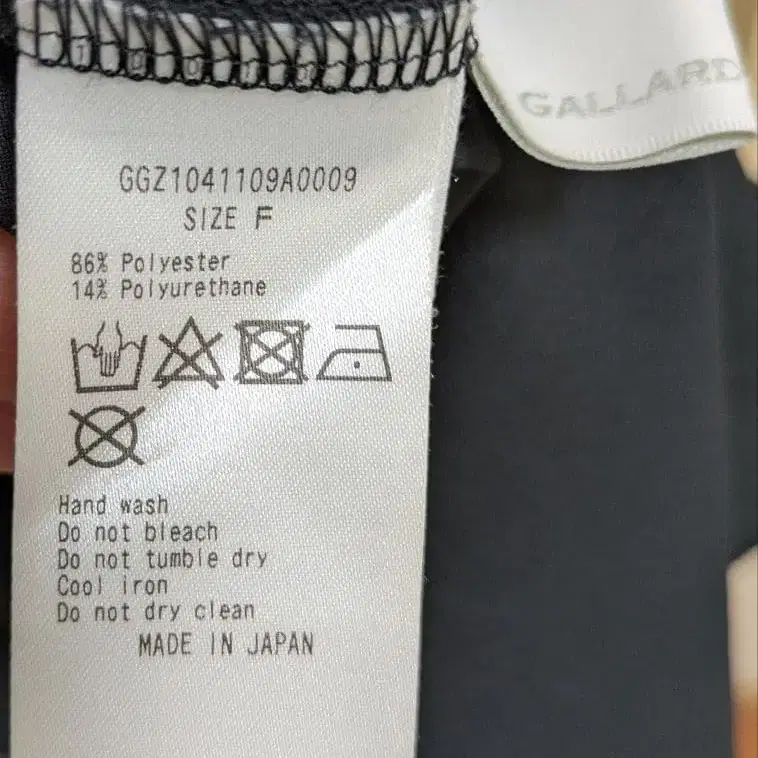 GALLARD
GGZ1041109A0009
SIZE F
86% Polyester
14% Polyurethane
Hand wash
Do not bleach
Do not tumble dry
Cool iron
Do not dry clean
MADE IN JAPAN